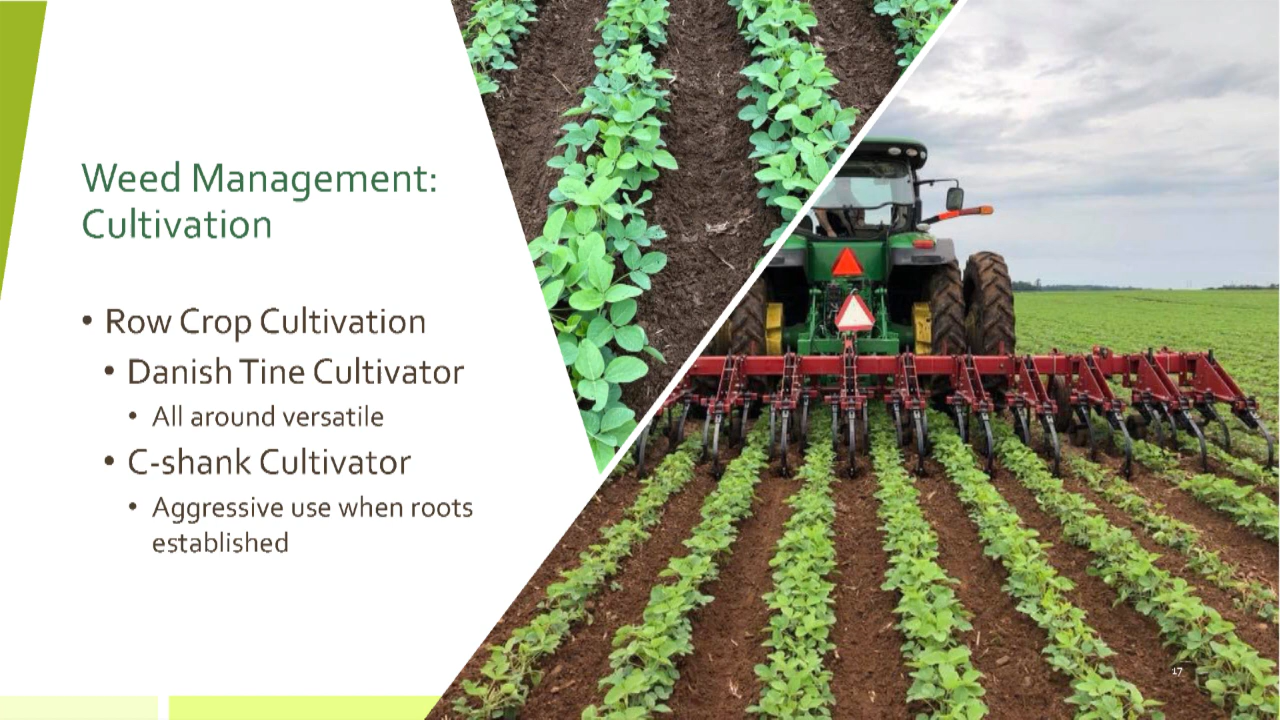 Weed Management:
Cultivation
• Row Crop Cultivation
• Danish Tine Cultivator
• All around versatile
• C-shank Cultivator
• Aggressive use when roots
established
17